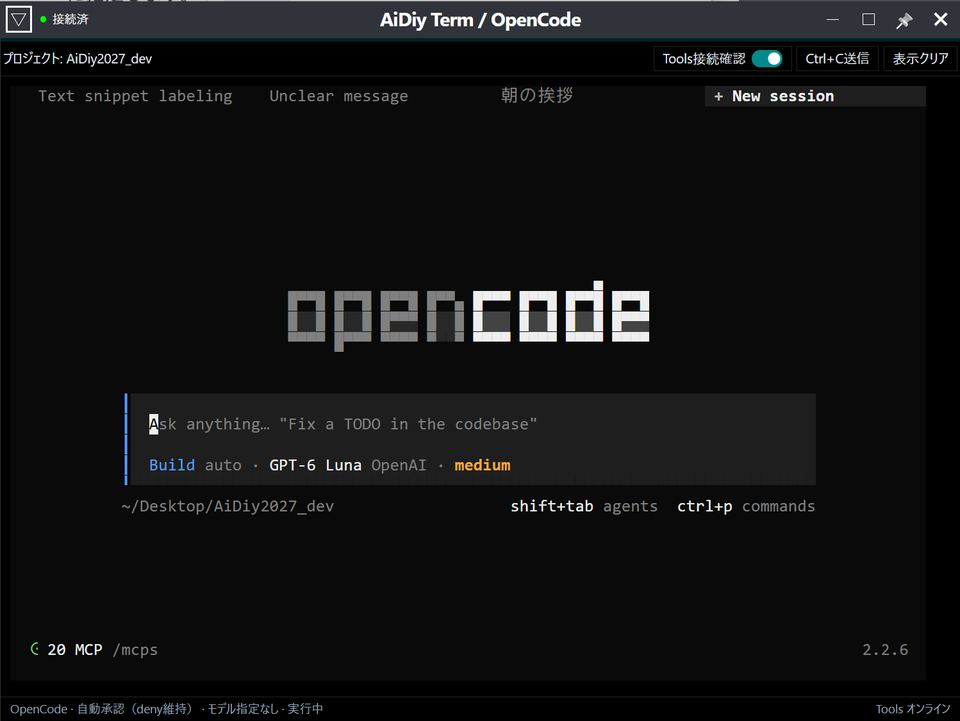 接続済
AiDiy Term / OpenCode
プロジェクト: AiDiy2027_dev
Tools接続確認
Ctrl+C送信
表示クリア
Text snippet labeling
Unclear message
朝の挨拶
+ New session
opencode
Ask anything… "Fix a TODO in the codebase"
Build auto · GPT-6 Luna OpenAI · medium
~/Desktop/AiDiy2027_dev
shift+tab agents ctrl+p commands
20 MCP /mcps
2.2.6
OpenCode · 自動承認（deny維持） · モデル指定なし · 実行中
Tools オンライン